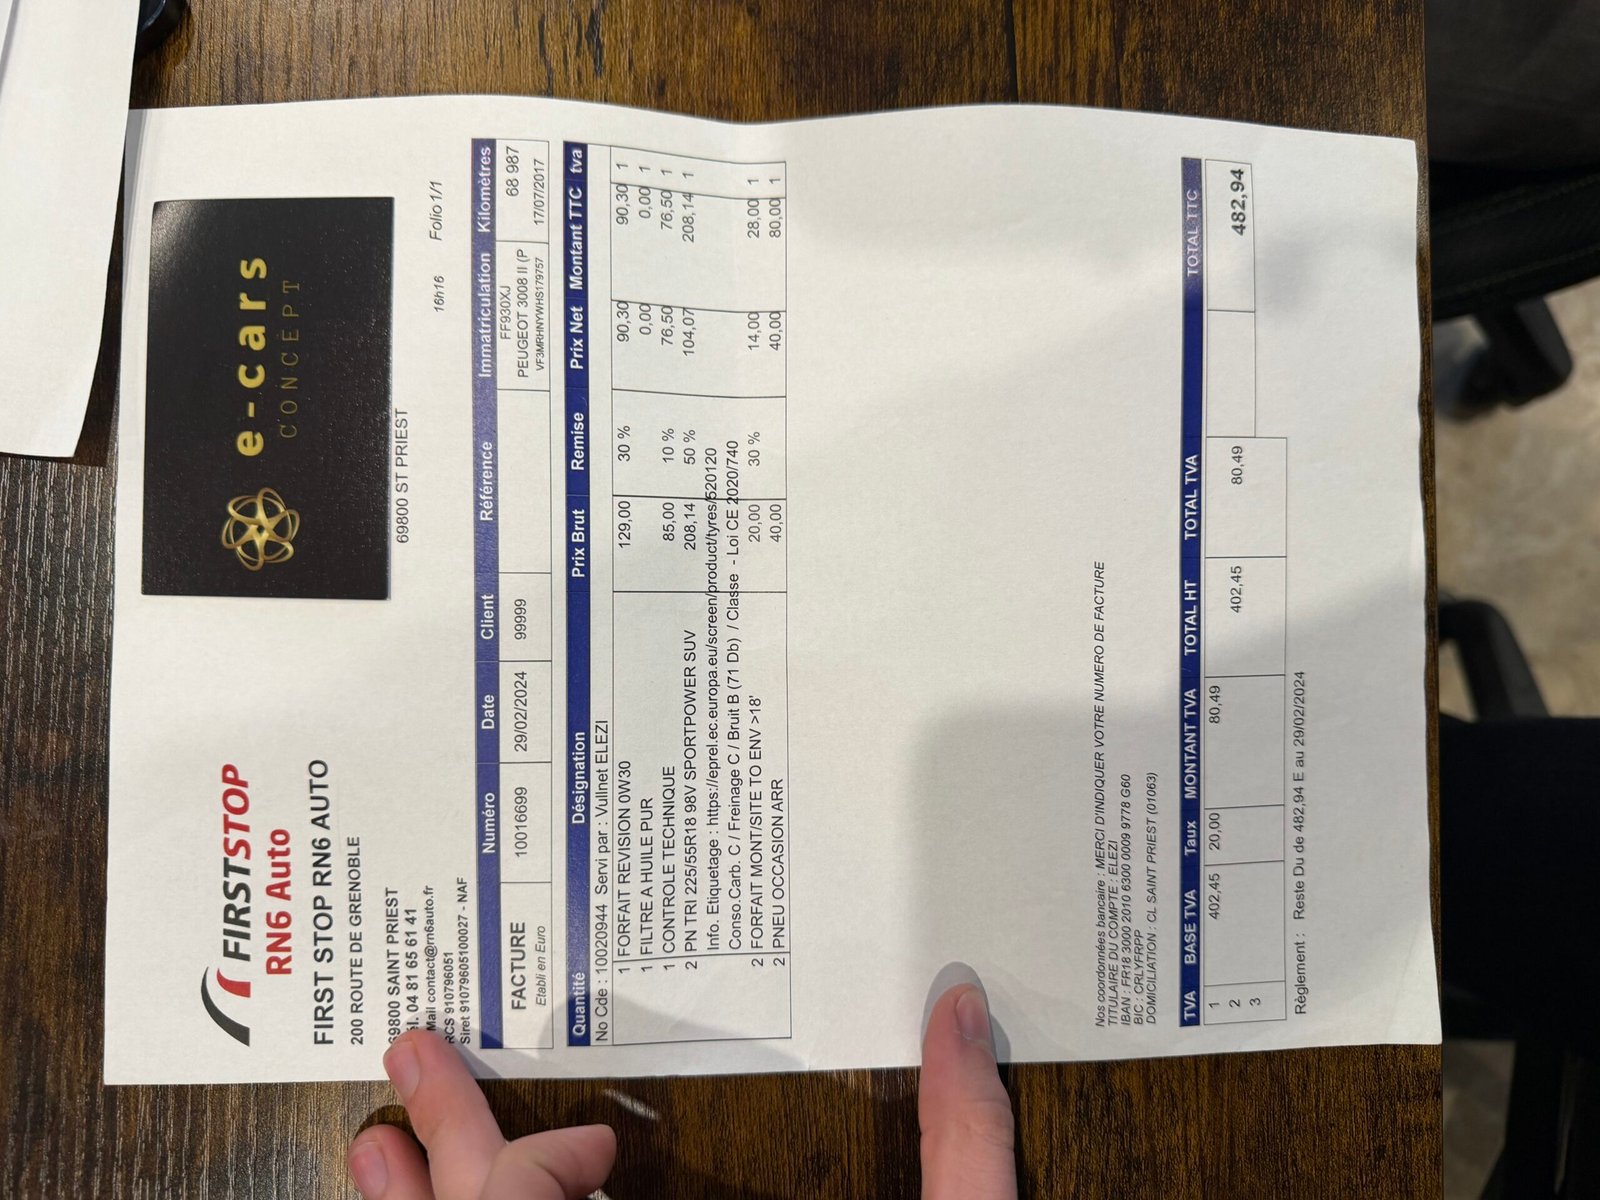 FIRSTSTOP
RN6 Auto
FIRST STOP RN6 AUTO
200 ROUTE DE GRENOBLE
69800 SAINT PRIEST
04 81 65 61 41
Mail contact@rn6auto.fr
RCS 910796051
Siret 91079605100027 - NAF
e-cars
CONCEPT
69800 ST PRIEST
16h16 Folio 1/1
Numéro Date Client Référence Immatriculation Kilomètres
FACTURE 10016699 29/02/2024 99999 FF930XJ 68 987
Etabli en Euro PEUGEOT 3008 II (P
VF3MRHNYWHS179757 17/07/2017
Quantité Désignation Prix Brut Remise Prix Net Montant TTC tva
No Cde : 10020944 Servi par : Vullnet ELEZI
1 FORFAIT REVISION 0W30 129,00 30 % 90,30 90,30 1
1 FILTRE A HUILE PUR 0,00 0,00 1
1 CONTROLE TECHNIQUE 85,00 10 % 76,50 76,50 1
2 PN TRI 225/55R18 98V SPORTPOWER SUV 208,14 50 % 104,07 208,14 1
Info. Etiquetage : https://eprel.ec.europa.eu/screen/product/tyres/520120
Conso.Carb. C / Freinage C / Bruit B (71 Db) / Classe - Loi CE 2020/740
2 FORFAIT MONT/SITE TO ENV >18' 20,00 30 % 14,00 28,00 1
2 PNEU OCCASION ARR 40,00 40,00 80,00 1
Nos coordonnées bancaire : MERCI D'INDIQUER VOTRE NUMERO DE FACTURE
TITULAIRE DU COMPTE : ELEZI
IBAN : FR18 3000 2010 6300 0009 9778 G60
BIC : CRLYFRPP
DOMICILIATION : CL SAINT PRIEST (01063)
TVA BASE TVA Taux MONTANT TVA TOTAL HT TOTAL TVA TOTAL TTC
1 402,45 20,00 80,49
2 402,45 80,49 482,94
3
Règlement : Reste Du de 482,94 E au 29/02/2024